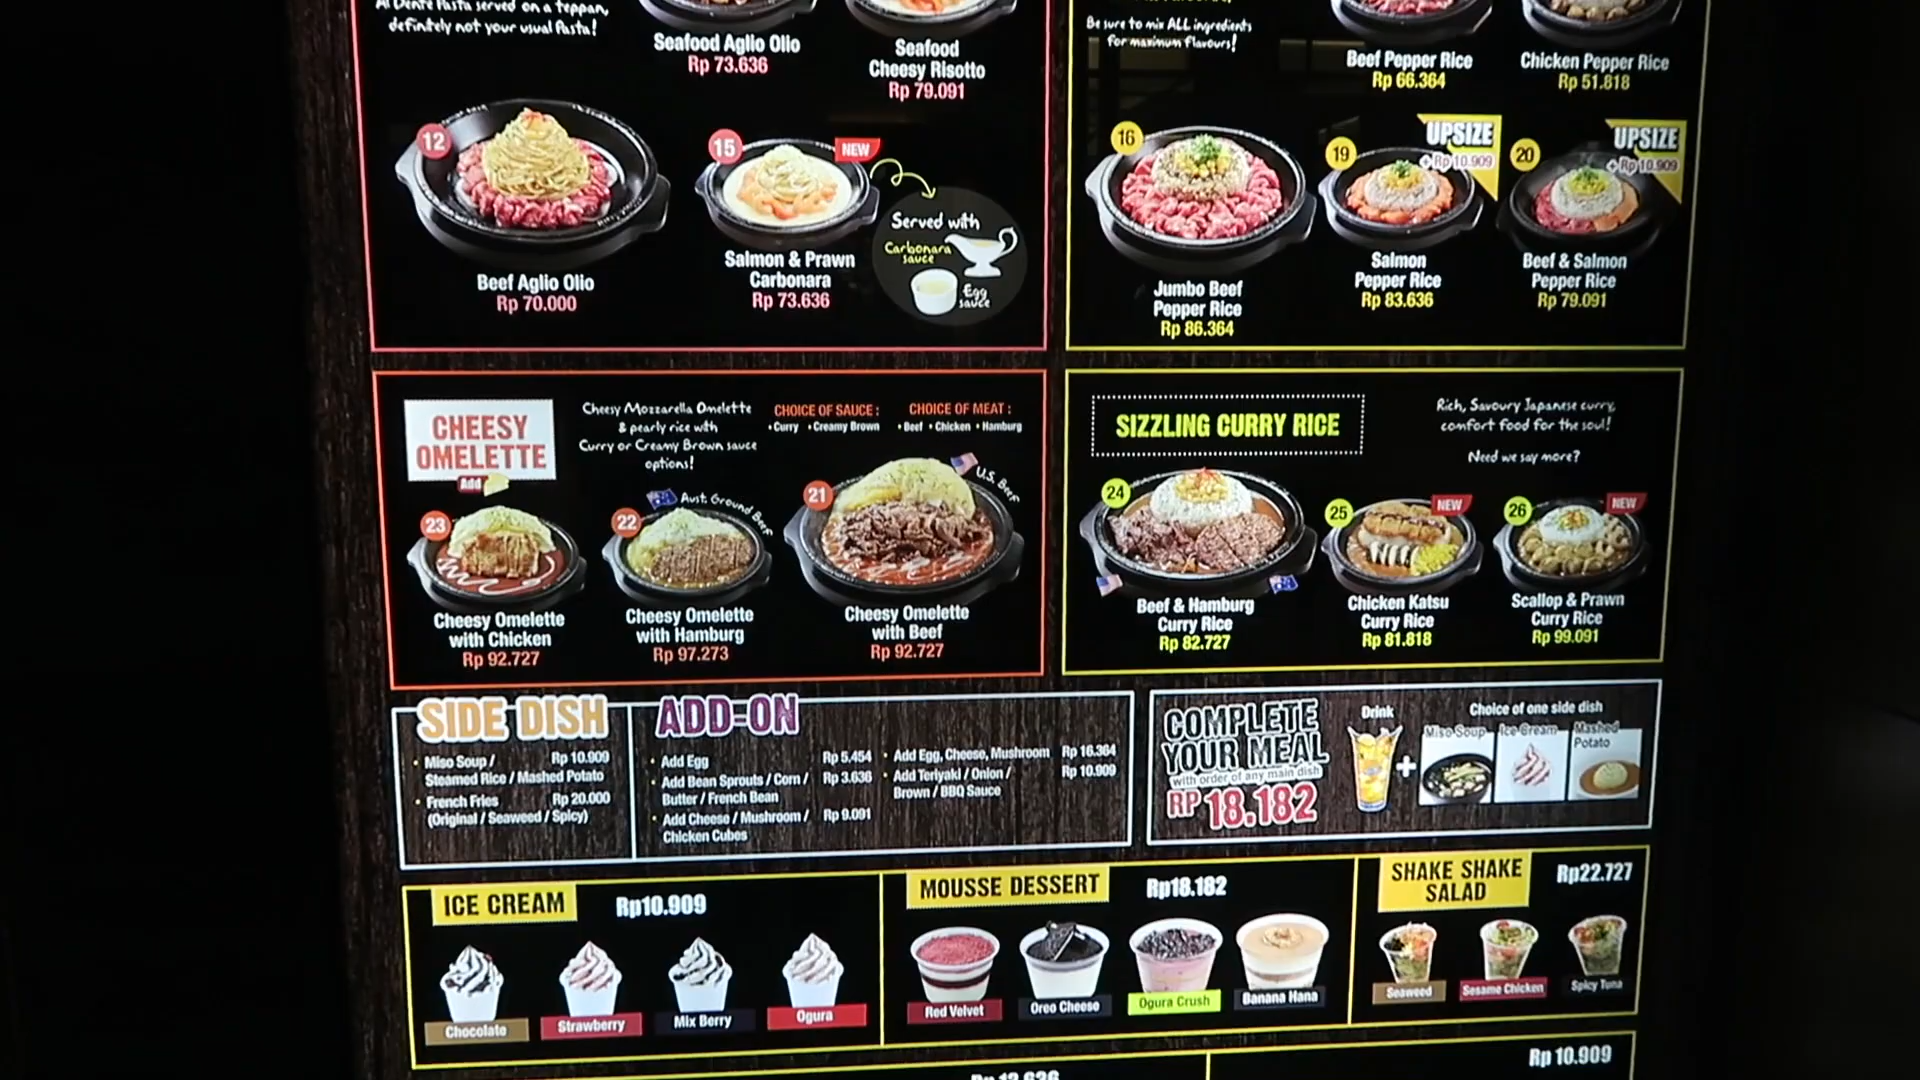 Al Dente Pasta served on a teppan,
definitely not your usual Pasta!
Seafood Aglio Olio
Rp 73.636
Seafood
Cheesy Risotto
Rp 79.091
12
Beef Aglio Olio
Rp 70.000
15
NEW
Salmon & Prawn
Carbonara
Rp 73.636
Served with
Carbonara
sauce
Egg
sauce
Be sure to mix ALL ingredients
for maximum flavours!
Beef Pepper Rice
Rp 66.364
Chicken Pepper Rice
Rp 51.818
16
Jumbo Beef
Pepper Rice
Rp 86.364
19
UPSIZE
+Rp 10.909
Salmon
Pepper Rice
Rp 83.636
20
UPSIZE
+Rp 10.909
Beef & Salmon
Pepper Rice
Rp 79.091
CHEESY
OMELETTE
Add
Cheesy Mozzarella Omelette
& pearly rice with
Curry or Creamy Brown sauce
options!
CHOICE OF SAUCE :
• Curry • Creamy Brown
CHOICE OF MEAT :
• Beef • Chicken • Hamburg
23
Cheesy Omelette
with Chicken
Rp 92.727
22
Aust. Ground Beef
Cheesy Omelette
with Hamburg
Rp 97.273
21
U.S. Beef
Cheesy Omelette
with Beef
Rp 92.727
SIZZLING CURRY RICE
Rich, Savoury Japanese curry,
comfort food for the soul!
Need we say more?
24
Beef & Hamburg
Curry Rice
Rp 82.727
25
NEW
Chicken Katsu
Curry Rice
Rp 81.818
26
NEW
Scallop & Prawn
Curry Rice
Rp 99.091
SIDE DISH
• Miso Soup / Rp 10.909
Steamed Rice / Mashed Potato
• French Fries Rp 20.000
(Original / Seaweed / Spicy)
ADD-ON
• Add Egg Rp 5.454
• Add Bean Sprouts / Corn / Rp 3.636
Butter / French Bean
• Add Cheese / Mushroom / Rp 9.091
Chicken Cubes
• Add Egg, Cheese, Mushroom Rp 16.364
• Add Teriyaki / Onion / Rp 10.909
Brown / BBQ Sauce
COMPLETE
YOUR MEAL
with order of any main dish
RP 18.182
Drink
+
Choice of one side dish
Miso Soup
Ice Cream
Mashed
Potato
ICE CREAM
Rp10.909
Chocolate
Strawberry
Mix Berry
Ogura
MOUSSE DESSERT
Rp18.182
Red Velvet
Oreo Cheese
Ogura Crush
Banana Hana
SHAKE SHAKE
SALAD
Rp22.727
Seaweed
Sesame Chicken
Spicy Tuna
Rp 10.909